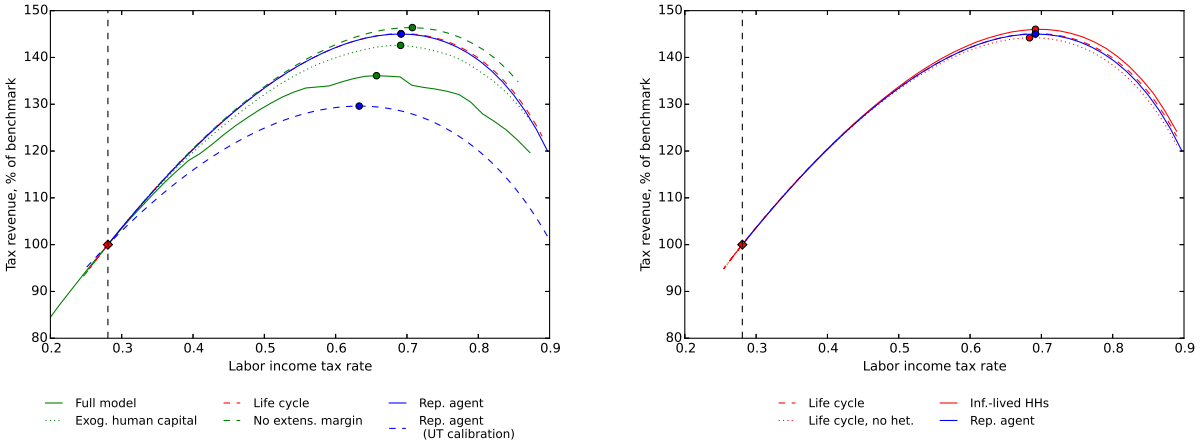 150
140
130
120
110
100
90
80
Tax revenue, % of benchmark
0.2 0.3 0.4 0.5 0.6 0.7 0.8 0.9
Labor income tax rate
Full model
Exog. human capital
Life cycle
No extens. margin
Rep. agent
Rep. agent
(UT calibration)
150
140
130
120
110
100
90
80
Tax revenue, % of benchmark
0.2 0.3 0.4 0.5 0.6 0.7 0.8 0.9
Labor income tax rate
Life cycle
Life cycle, no het.
Inf.-lived HHs
Rep. agent